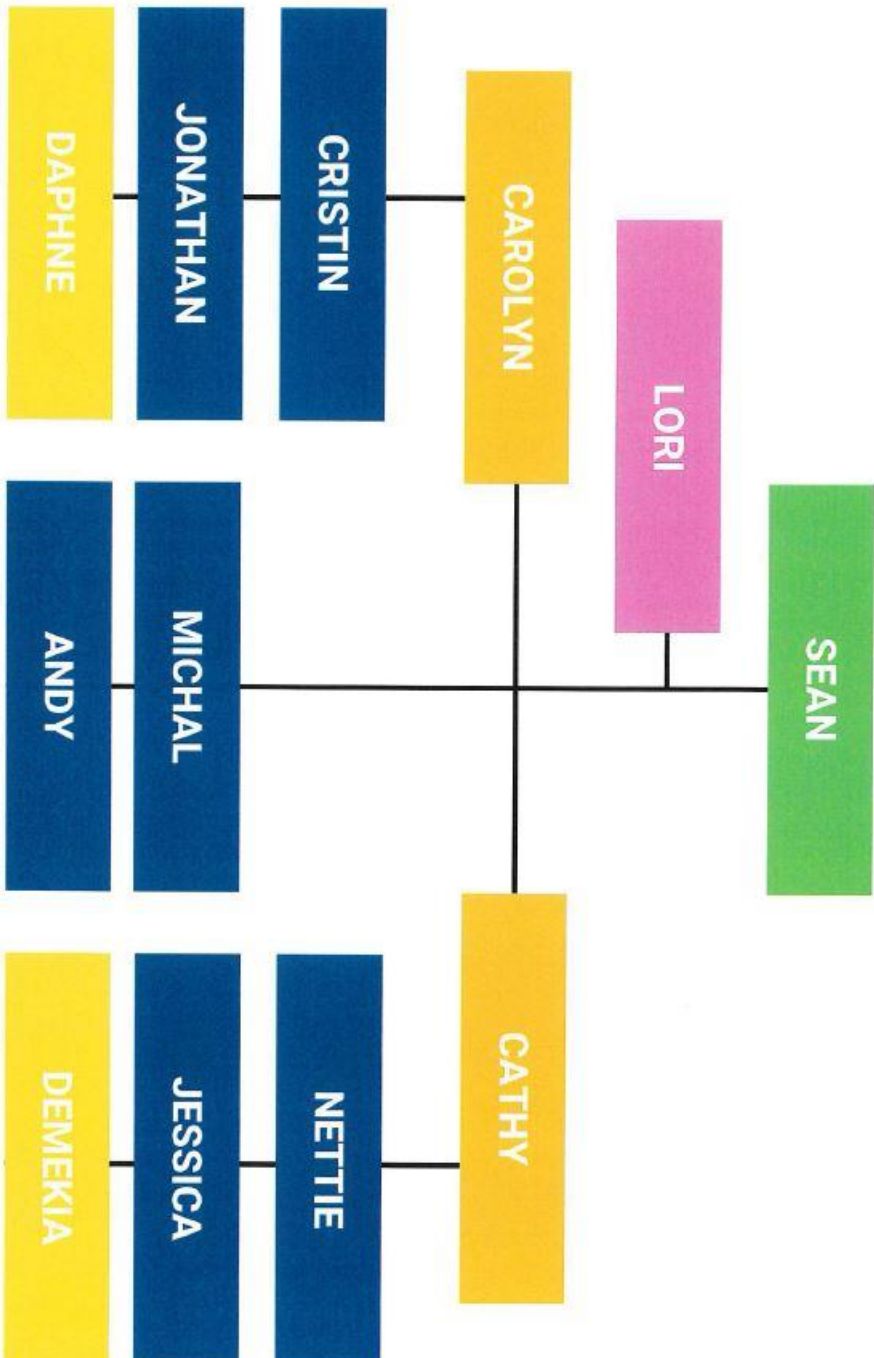 SEAN
LORI
CAROLYN
CATHY
CRISTIN
NETTIE
JONATHAN
MICHAL
JESSICA
DAPHNE
ANDY
DEMEKIA